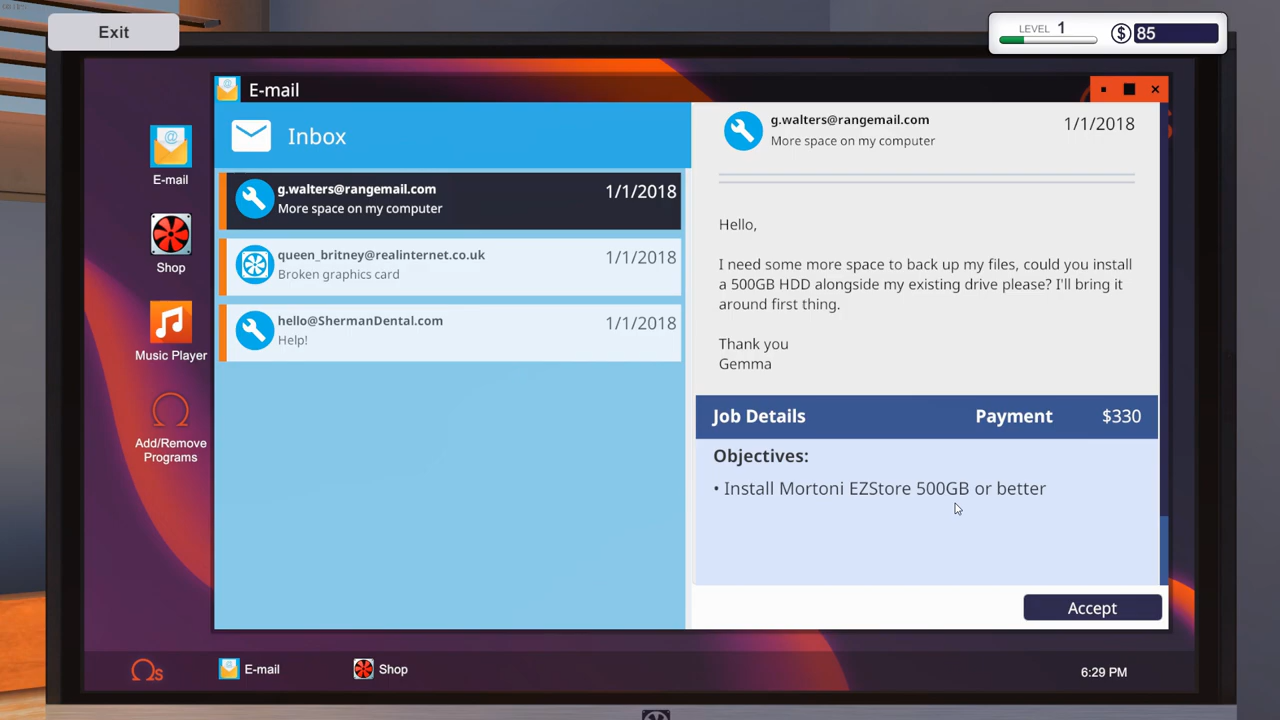 Exit
LEVEL 1
$ 85
E-mail
Inbox
g.walters@rangemail.com
More space on my computer
1/1/2018
queen_britney@realinternet.co.uk
Broken graphics card
1/1/2018
hello@ShermanDental.com
Help!
1/1/2018
g.walters@rangemail.com
More space on my computer
1/1/2018
Hello,
I need some more space to back up my files, could you install
a 500GB HDD alongside my existing drive please? I'll bring it
around first thing.
Thank you
Gemma
Job Details Payment $330
Objectives:
• Install Mortoni EZStore 500GB or better
Accept
E-mail
Shop
Music Player
Add/Remove
Programs
Ωs
E-mail
Shop
6:29 PM